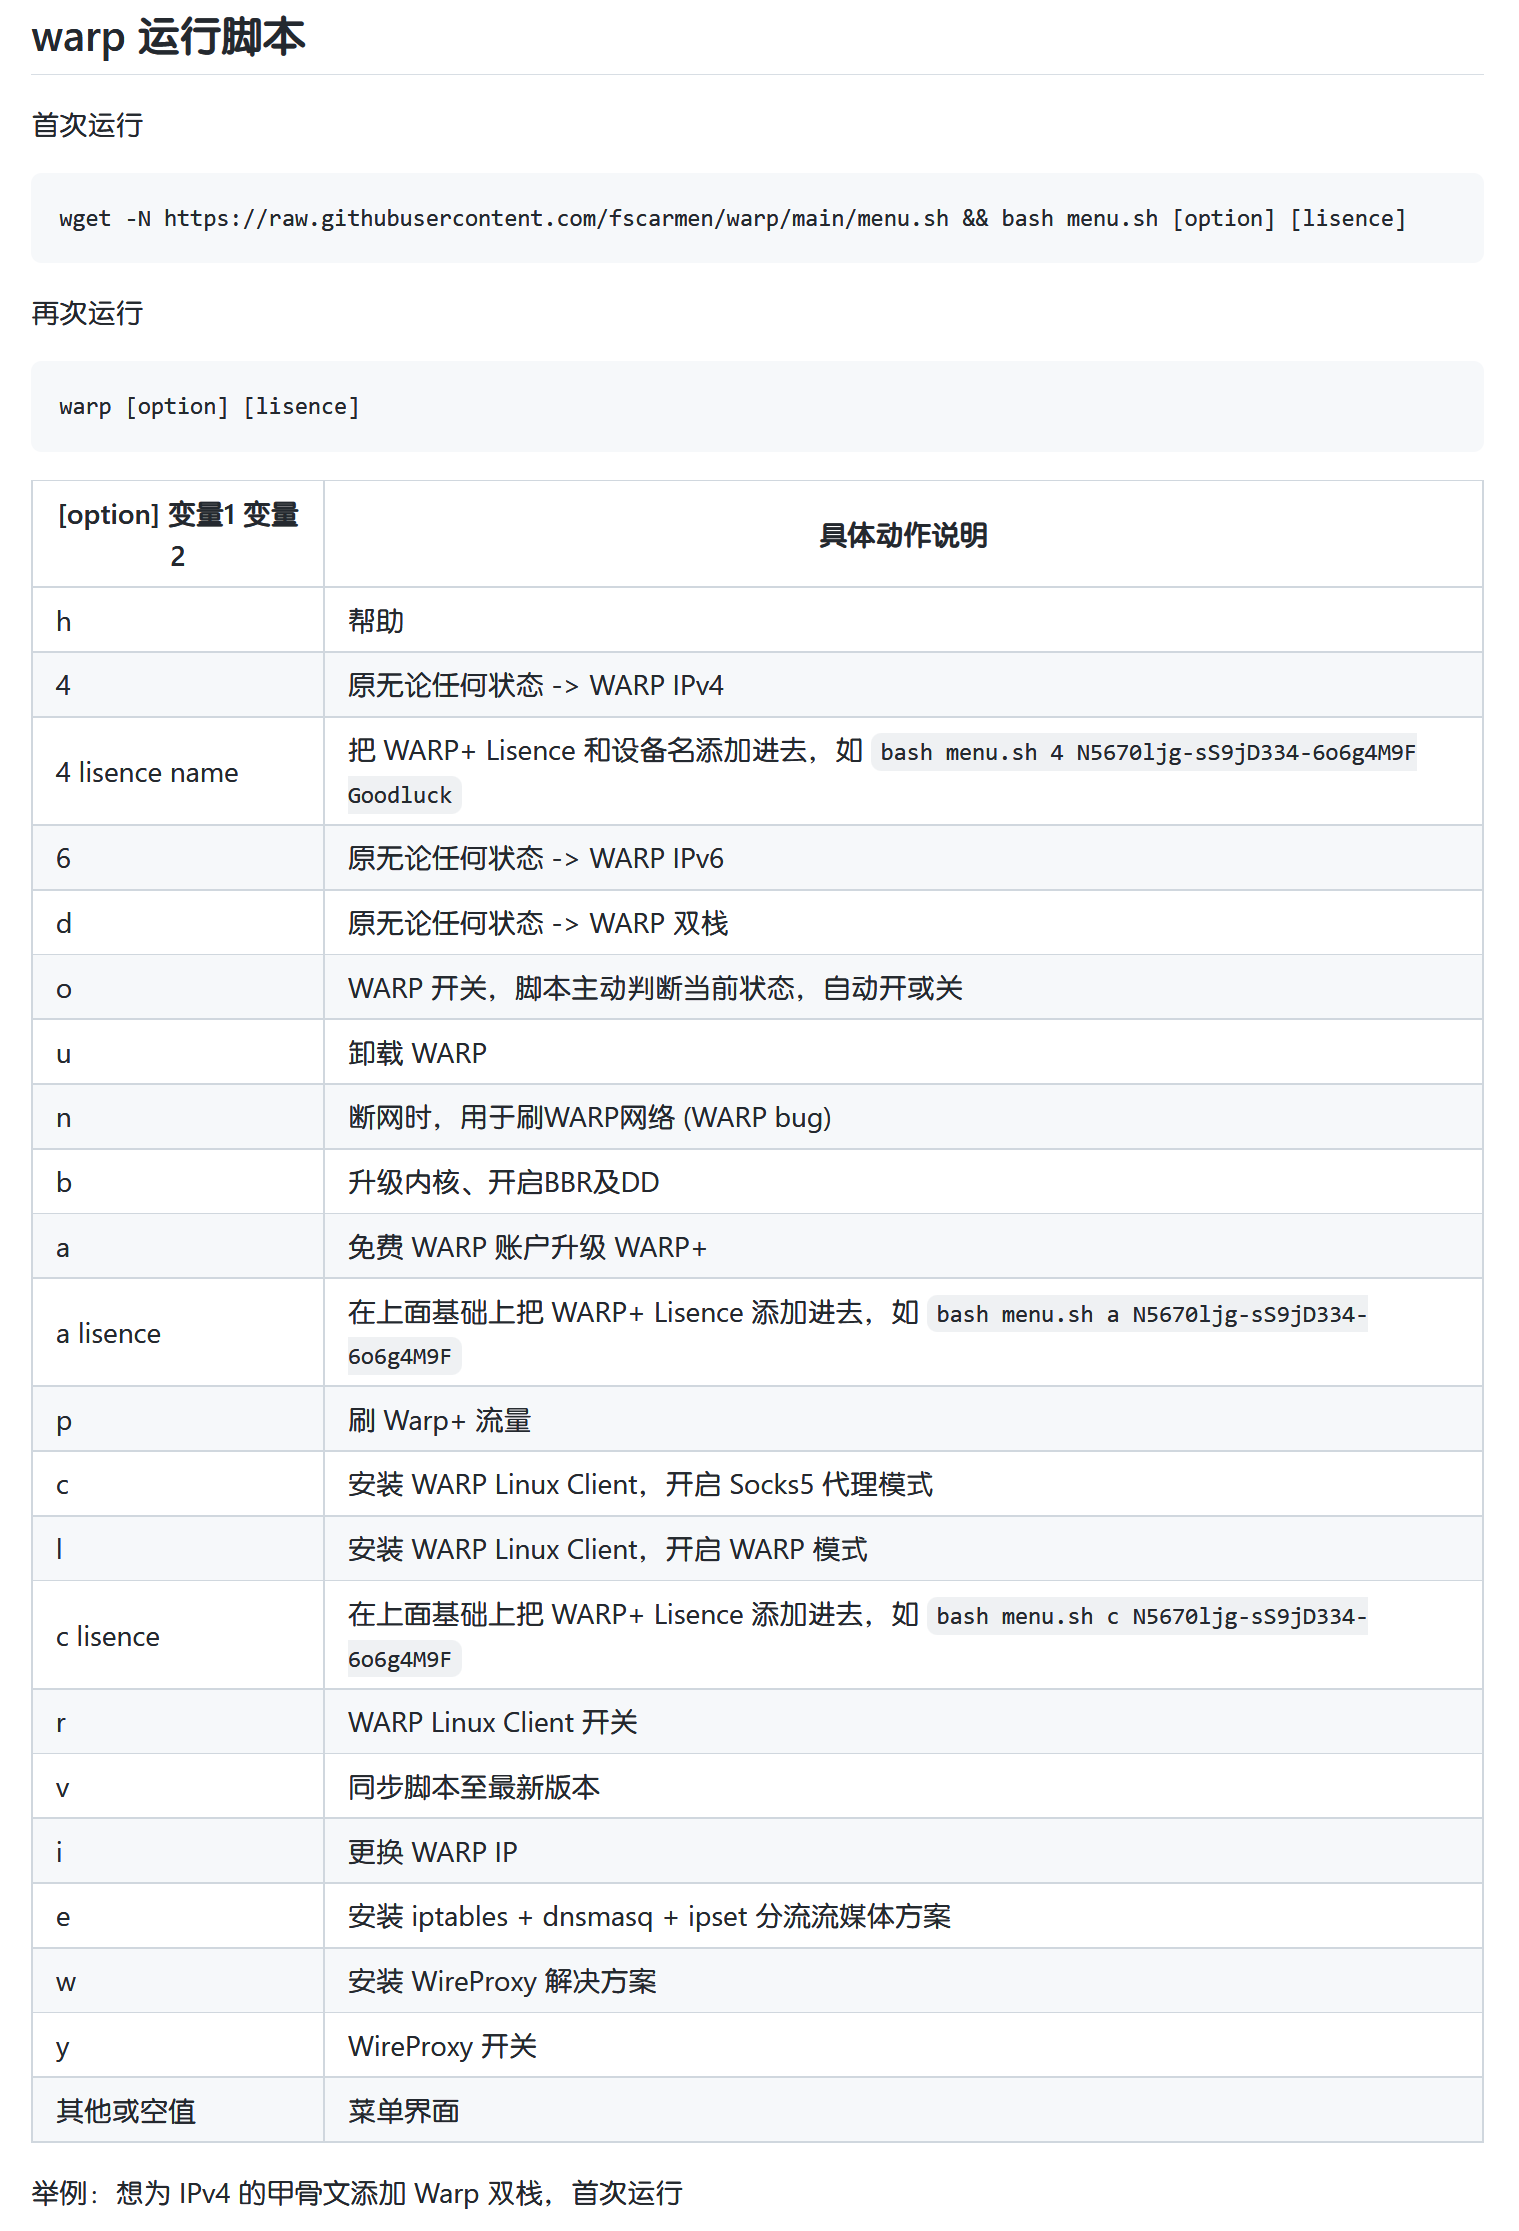 warp 运行脚本
首次运行
wget -N https://raw.githubusercontent.com/fscarmen/warp/main/menu.sh && bash menu.sh [option] [lisence]
再次运行
warp [option] [lisence]
[option] 变量1 变量
2
具体动作说明
h
帮助
4
原无论任何状态 -> WARP IPv4
4 lisence name
把 WARP+ Lisence 和设备名添加进去，如 bash menu.sh 4 N5670ljg-sS9jD334-6o6g4M9F
Goodluck
6
原无论任何状态 -> WARP IPv6
d
原无论任何状态 -> WARP 双栈
o
WARP 开关，脚本主动判断当前状态，自动开或关
u
卸载 WARP
n
断网时，用于刷WARP网络 (WARP bug)
b
升级内核、开启BBR及DD
a
免费 WARP 账户升级 WARP+
a lisence
在上面基础上把 WARP+ Lisence 添加进去，如 bash menu.sh a N5670ljg-sS9jD334-
6o6g4M9F
p
刷 Warp+ 流量
c
安装 WARP Linux Client，开启 Socks5 代理模式
l
安装 WARP Linux Client，开启 WARP 模式
c lisence
在上面基础上把 WARP+ Lisence 添加进去，如 bash menu.sh c N5670ljg-sS9jD334-
6o6g4M9F
r
WARP Linux Client 开关
v
同步脚本至最新版本
i
更换 WARP IP
e
安装 iptables + dnsmasq + ipset 分流流媒体方案
w
安装 WireProxy 解决方案
y
WireProxy 开关
其他或空值
菜单界面
举例：想为 IPv4 的甲骨文添加 Warp 双栈，首次运行